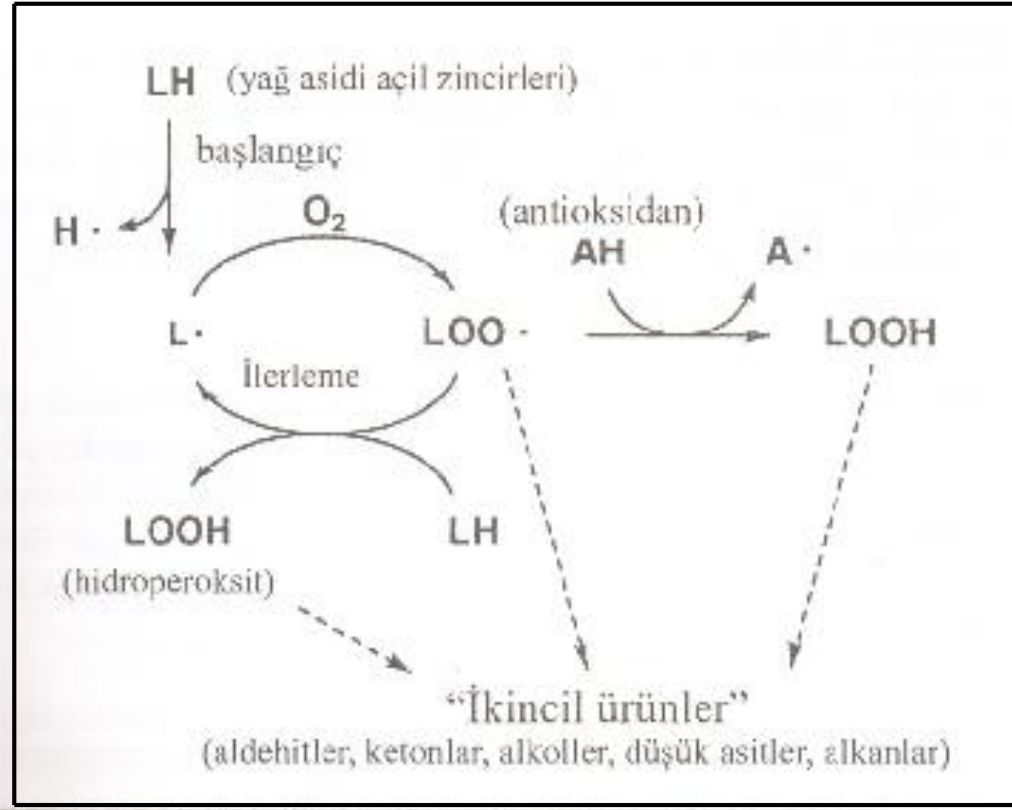 LH (yağ asidi açil zincirleri)
başlangıç
H · O₂ (antioksidan)
AH A ·
L · LOO · LOOH
İlerleme
LOOH LH
(hidroperoksit)
“İkincil ürünler”
(aldehitler, ketonlar, alkoller, düşük asitler, alkanlar)